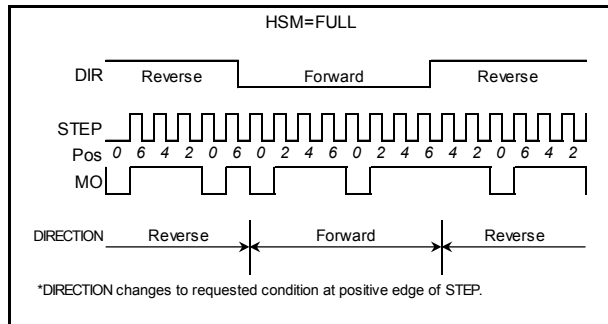 HSM=FULL
DIR Reverse Forward Reverse
STEP
Pos 0 6 4 2 0 6 0 2 4 6 0 2 4 6 4 2 0 6 4 2
MO
DIRECTION Reverse Forward Reverse
*DIRECTION changes to requested condition at positive edge of STEP.